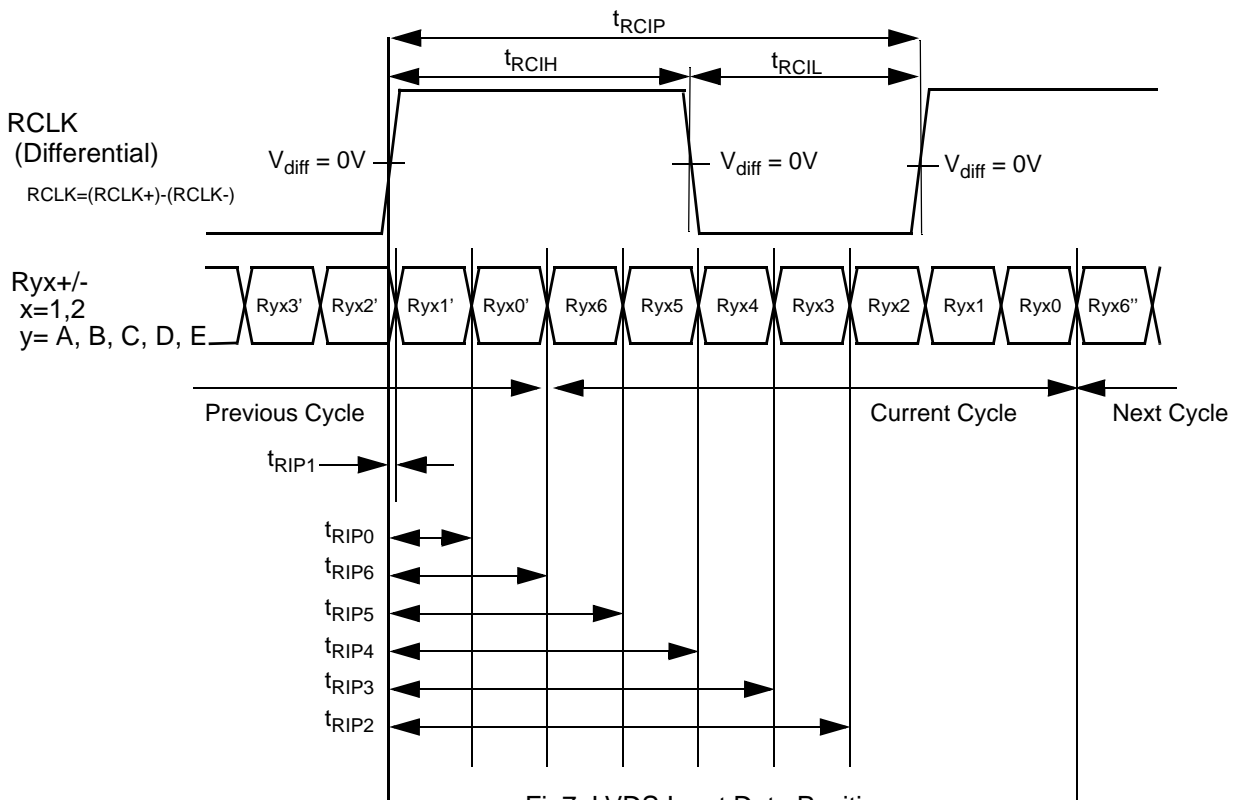 tRCIP
tRCIH
tRCIL
RCLK
(Differential)
Vdiff = 0V
Vdiff = 0V
Vdiff = 0V
RCLK=(RCLK+)-(RCLK-)
Ryx+/-
x=1,2
y= A, B, C, D, E
Ryx3’ Ryx2’ Ryx1’ Ryx0’ Ryx6 Ryx5 Ryx4 Ryx3 Ryx2 Ryx1 Ryx0 Ryx6’’
Previous Cycle
Current Cycle
Next Cycle
tRIP1
tRIP0
tRIP6
tRIP5
tRIP4
tRIP3
tRIP2